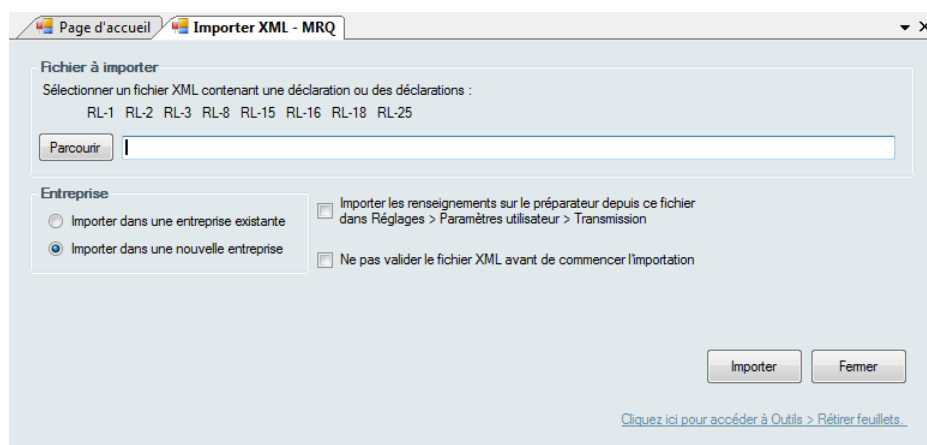 Page d'accueil
Importer XML - MRQ
Fichier à importer
Sélectionner un fichier XML contenant une déclaration ou des déclarations :
RL-1 RL-2 RL-3 RL-8 RL-15 RL-16 RL-18 RL-25
Parcourir
Entreprise
Importer dans une entreprise existante
Importer dans une nouvelle entreprise
Importer les renseignements sur le préparateur depuis ce fichier
dans Réglages > Paramètres utilisateur > Transmission
Ne pas valider le fichier XML avant de commencer l'importation
Importer
Fermer
Cliquez ici pour accéder à Outils > Rétirer feuillets.